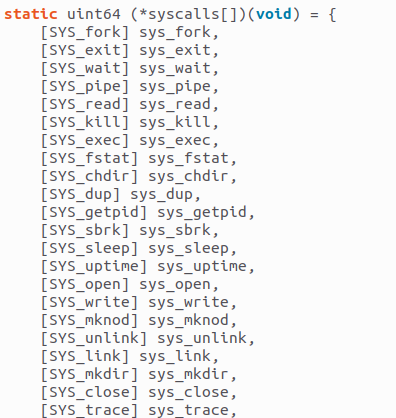 static uint64 (*syscalls[])(void) = {
    [SYS_fork] sys_fork,
    [SYS_exit] sys_exit,
    [SYS_wait] sys_wait,
    [SYS_pipe] sys_pipe,
    [SYS_read] sys_read,
    [SYS_kill] sys_kill,
    [SYS_exec] sys_exec,
    [SYS_fstat] sys_fstat,
    [SYS_chdir] sys_chdir,
    [SYS_dup] sys_dup,
    [SYS_getpid] sys_getpid,
    [SYS_sbrk] sys_sbrk,
    [SYS_sleep] sys_sleep,
    [SYS_uptime] sys_uptime,
    [SYS_open] sys_open,
    [SYS_write] sys_write,
    [SYS_mknod] sys_mknod,
    [SYS_unlink] sys_unlink,
    [SYS_link] sys_link,
    [SYS_mkdir] sys_mkdir,
    [SYS_close] sys_close,
    [SYS_trace] sys_trace,